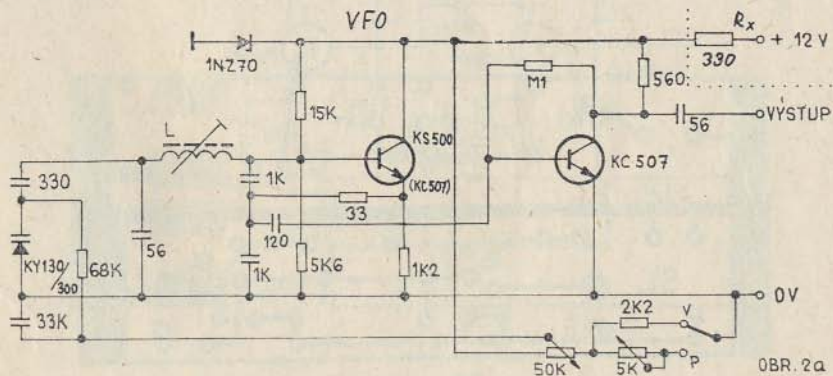 VFO
Rx
330
+ 12 V
1NZ70
M1
560
15K
56
VÝSTUP
KS500
(KC507)
KC 507
L
330
1K
33
120
56
KY130
/300
68K
1K
5K6
1K2
0V
33K
2K2
V
50K
5K
P
OBR. 2a